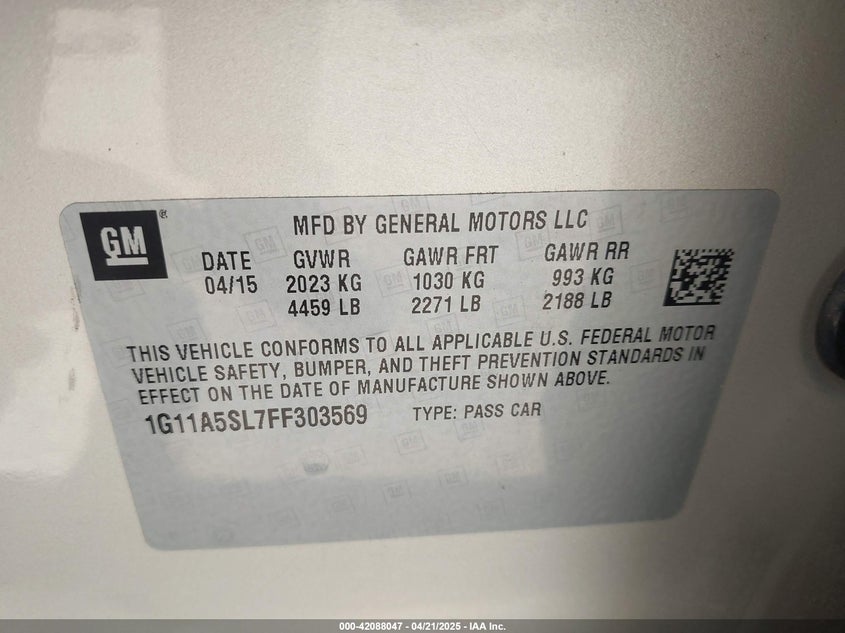 GM®
MFD BY GENERAL MOTORS LLC
DATE GVWR GAWR FRT GAWR RR
04/15 2023 KG 1030 KG 993 KG
4459 LB 2271 LB 2188 LB
THIS VEHICLE CONFORMS TO ALL APPLICABLE U.S. FEDERAL MOTOR
VEHICLE SAFETY, BUMPER, AND THEFT PREVENTION STANDARDS IN
EFFECT ON THE DATE OF MANUFACTURE SHOWN ABOVE.
1G11A5SL7FF303569 TYPE: PASS CAR
000-42088047 - 04/21/2025 - IAA Inc.